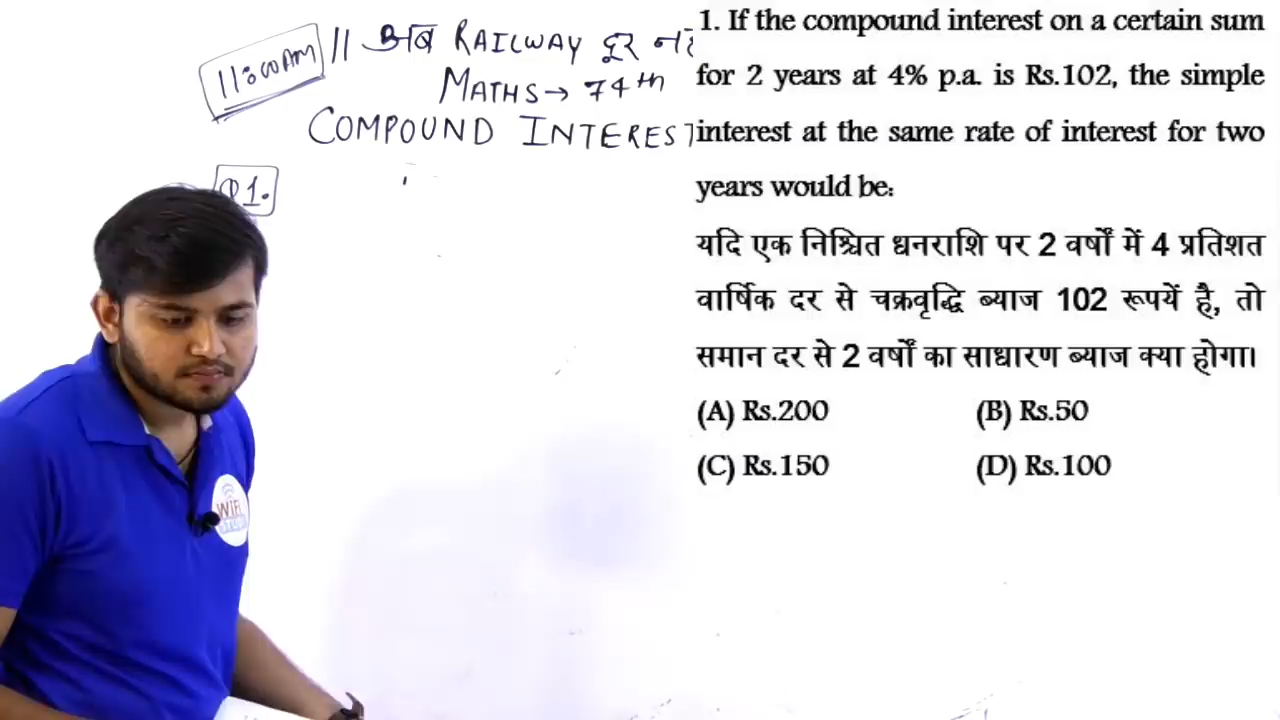 11:00AM || अब RAILWAY दूर
MATHS → 74th
COMPOUND INTEREST
Q1.
1. If the compound interest on a certain sum
for 2 years at 4% p.a. is Rs.102, the simple
interest at the same rate of interest for two
years would be:
यदि एक निश्चित धनराशि पर 2 वर्षों में 4 प्रतिशत
वार्षिक दर से चक्रवृद्धि ब्याज 102 रूपयें है, तो
समान दर से 2 वर्षों का साधारण ब्याज क्या होगा।
(A) Rs.200 (B) Rs.50
(C) Rs.150 (D) Rs.100
WiFi